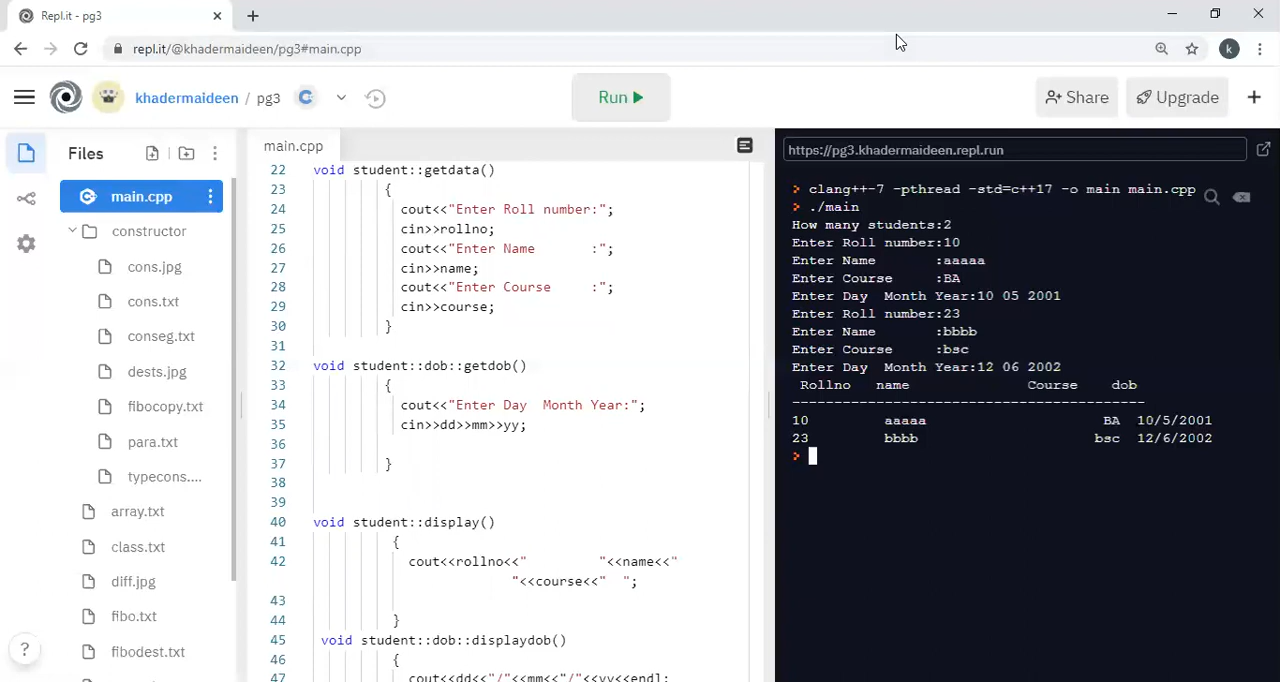 Repl.it - pg3
repl.it/@khadermaideen/pg3#main.cpp
k
khadermaideen / pg3
Run
Share
Upgrade
Files
main.cpp
constructor
cons.jpg
cons.txt
conseg.txt
dests.jpg
fibocopy.txt
para.txt
typecons....
array.txt
class.txt
diff.jpg
fibo.txt
fibodest.txt
?
main.cpp
22 void student::getdata()
23 {
24 cout<<"Enter Roll number:";
25 cin>>rollno;
26 cout<<"Enter Name       :";
27 cin>>name;
28 cout<<"Enter Course     :";
29 cin>>course;
30 }
31
32 void student::dob::getdob()
33 {
34 cout<<"Enter Day  Month Year:";
35 cin>>dd>>mm>>yy;
36
37 }
38
39
40 void student::display()
41 {
42 cout<<rollno<<"         "<<name<<"
"<<course<<"  ";
43
44 }
45 void student::dob::displaydob()
46 {
47 cout<<dd<<"/"<<mm<<"/"<<yy<<endl;
https://pg3.khadermaideen.repl.run
> clang++-7 -pthread -std=c++17 -o main main.cpp
> ./main
How many students:2
Enter Roll number:10
Enter Name       :aaaaa
Enter Course     :BA
Enter Day  Month Year:10 05 2001
Enter Roll number:23
Enter Name       :bbbb
Enter Course     :bsc
Enter Day  Month Year:12 06 2002
Rollno   name              Course    dob
------------------------------------------
10         aaaaa                     BA  10/5/2001
23         bbbb                     bsc  12/6/2002
>